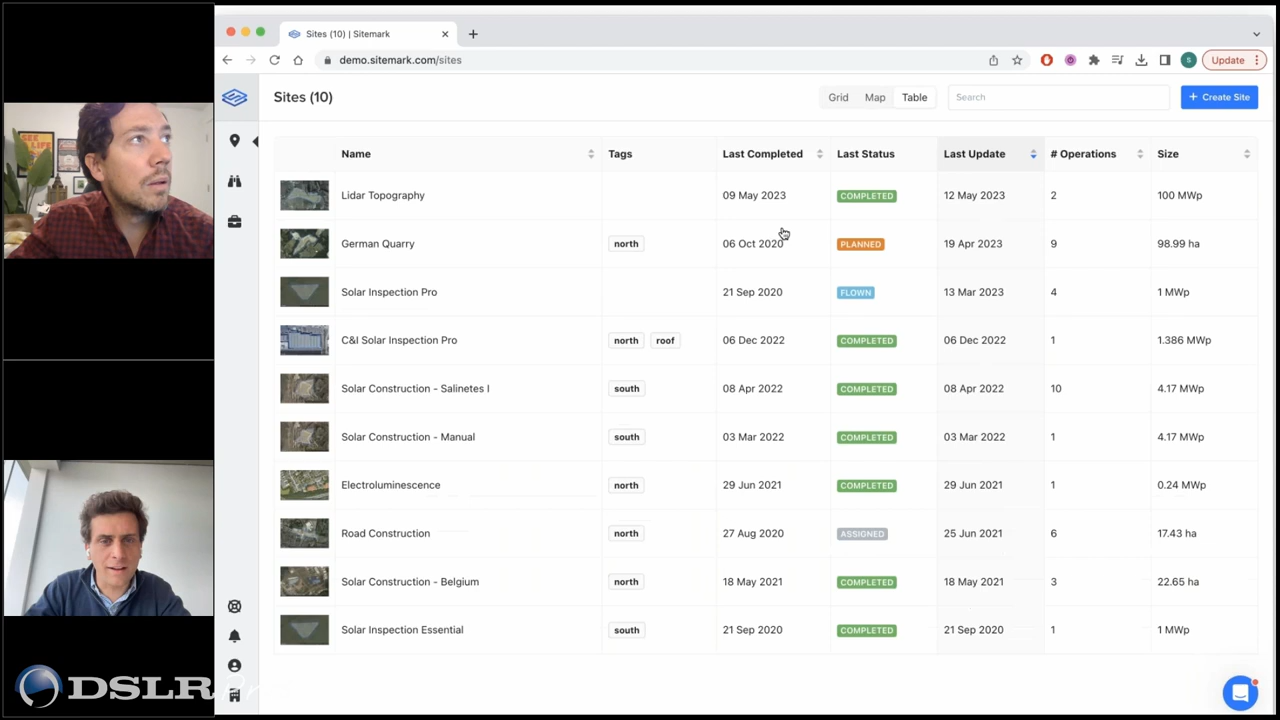 Sites (10) | Sitemark
demo.sitemark.com/sites
S
Update
Sites (10)
Grid Map Table
Search
+ Create Site
Name Tags Last Completed Last Status Last Update # Operations Size
Lidar Topography 09 May 2023 COMPLETED 12 May 2023 2 100 MWp
German Quarry north 06 Oct 2020 PLANNED 19 Apr 2023 9 98.99 ha
Solar Inspection Pro 21 Sep 2020 FLOWN 13 Mar 2023 4 1 MWp
C&I Solar Inspection Pro north roof 06 Dec 2022 COMPLETED 06 Dec 2022 1 1.386 MWp
Solar Construction - Salinetes I south 08 Apr 2022 COMPLETED 08 Apr 2022 10 4.17 MWp
Solar Construction - Manual south 03 Mar 2022 COMPLETED 03 Mar 2022 1 4.17 MWp
Electroluminescence north 29 Jun 2021 COMPLETED 29 Jun 2021 1 0.24 MWp
Road Construction north 27 Aug 2020 ASSIGNED 25 Jun 2021 6 17.43 ha
Solar Construction - Belgium north 18 May 2021 COMPLETED 18 May 2021 3 22.65 ha
Solar Inspection Essential south 21 Sep 2020 COMPLETED 21 Sep 2020 1 1 MWp
DSLRPros